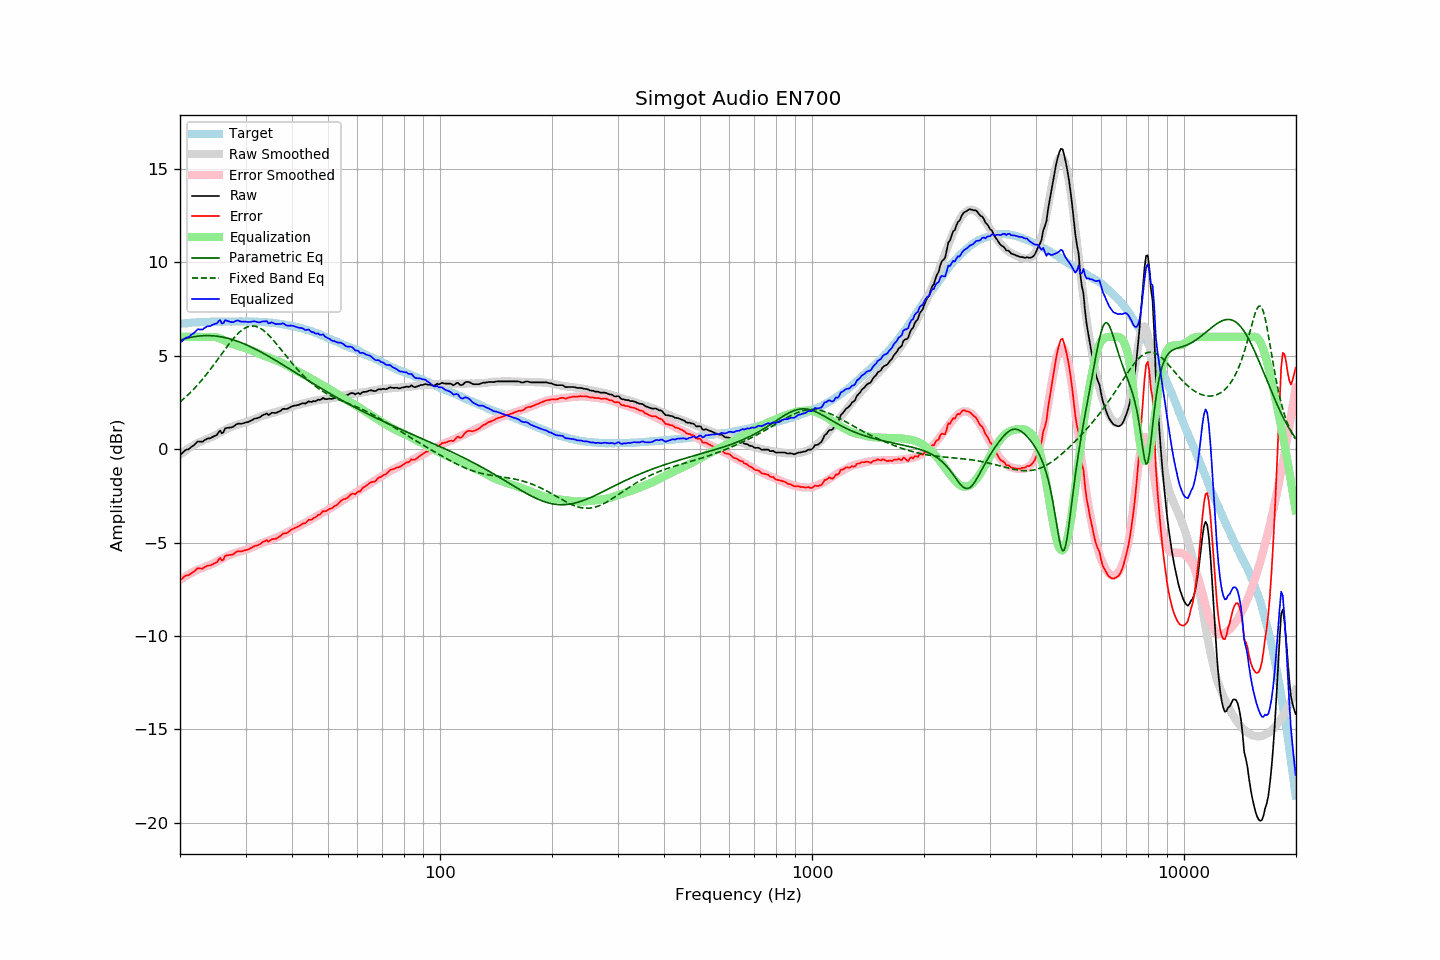 Simgot Audio EN700
Target
Raw Smoothed
Error Smoothed
Raw
Error
Equalization
Parametric Eq
Fixed Band Eq
Equalized
15
10
5
0
−5
−10
−15
−20
Amplitude (dBr)
100
1000
10000
Frequency (Hz)